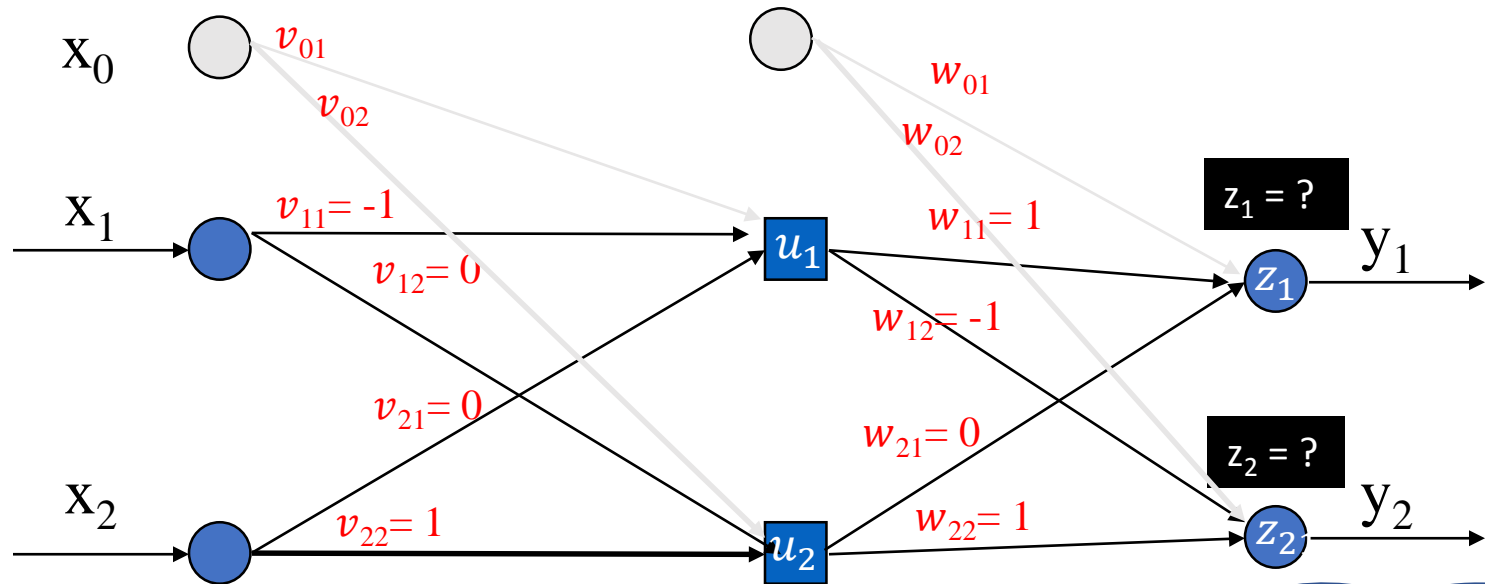 x₀
v₀₁
v₀₂
w₀₁
w₀₂
x₁
v₁₁= -1
v₁₂= 0
u₁
w₁₁= 1
w₁₂= -1
z₁ = ?
z₁
y₁
v₂₁= 0
w₂₁= 0
z₂ = ?
x₂
v₂₂= 1
u₂
w₂₂= 1
z₂
y₂